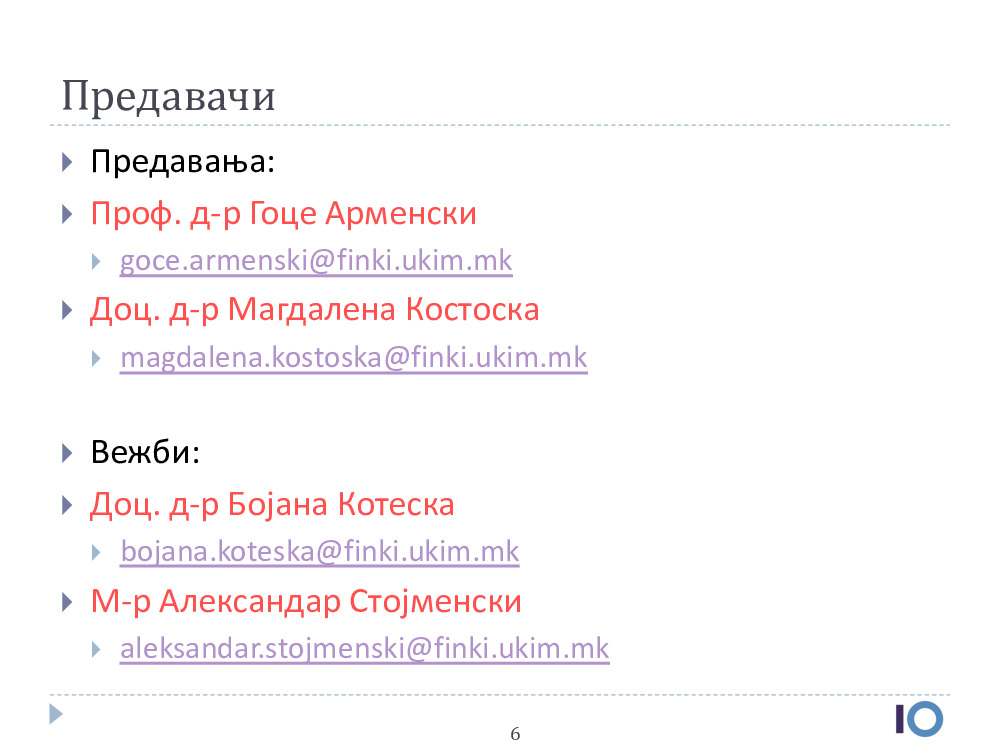 Предавачи
Предавања:
Проф. д-р Гоце Арменски
goce.armenski@finki.ukim.mk
Доц. д-р Магдалена Костоска
magdalena.kostoska@finki.ukim.mk
Вежби:
Доц. д-р Бојана Котеска
bojana.koteska@finki.ukim.mk
М-р Александар Стојменски
aleksandar.stojmenski@finki.ukim.mk
6
IO